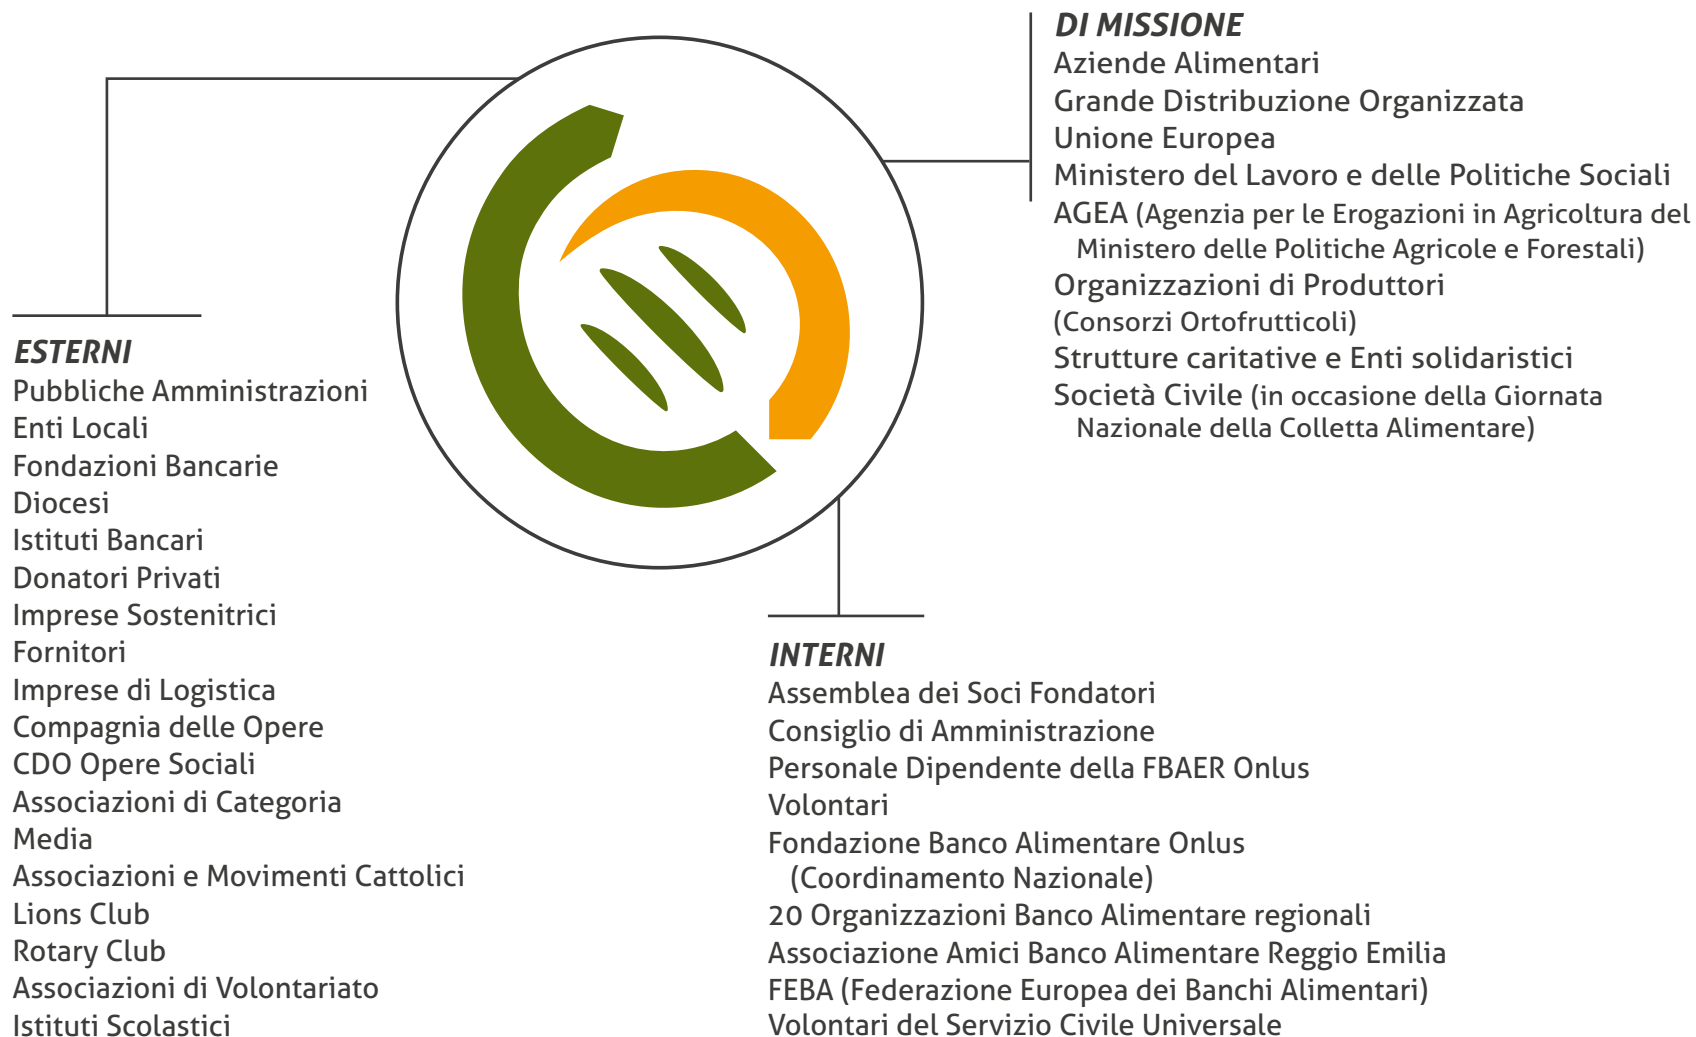 DI MISSIONE
Aziende Alimentari
Grande Distribuzione Organizzata
Unione Europea
Ministero del Lavoro e delle Politiche Sociali
AGEA (Agenzia per le Erogazioni in Agricoltura del
Ministero delle Politiche Agricole e Forestali)
Organizzazioni di Produttori
(Consorzi Ortofrutticoli)
Strutture caritative e Enti solidaristici
Società Civile (in occasione della Giornata
Nazionale della Colletta Alimentare)
ESTERNI
Pubbliche Amministrazioni
Enti Locali
Fondazioni Bancarie
Diocesi
Istituti Bancari
Donatori Privati
Imprese Sostenitrici
Fornitori
Imprese di Logistica
Compagnia delle Opere
CDO Opere Sociali
Associazioni di Categoria
Media
Associazioni e Movimenti Cattolici
Lions Club
Rotary Club
Associazioni di Volontariato
Istituti Scolastici
INTERNI
Assemblea dei Soci Fondatori
Consiglio di Amministrazione
Personale Dipendente della FBAER Onlus
Volontari
Fondazione Banco Alimentare Onlus
(Coordinamento Nazionale)
20 Organizzazioni Banco Alimentare regionali
Associazione Amici Banco Alimentare Reggio Emilia
FEBA (Federazione Europea dei Banchi Alimentari)
Volontari del Servizio Civile Universale